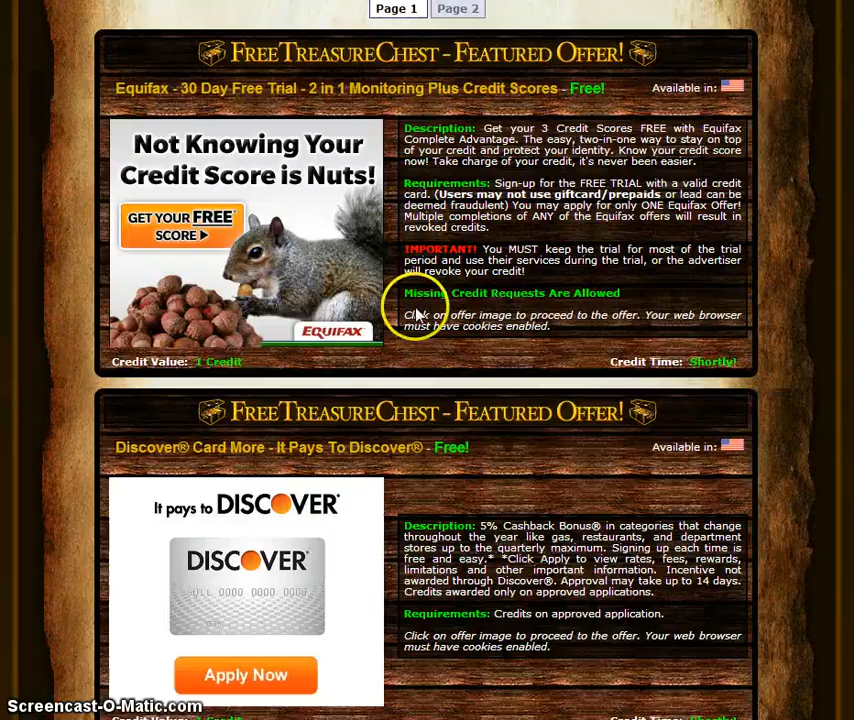 Page 1
Page 2
FREETREASURECHEST - FEATURED OFFER!
Equifax - 30 Day Free Trial - 2 in 1 Monitoring Plus Credit Scores - Free!
Available in:
Not Knowing Your
Credit Score is Nuts!
GET YOUR FREE
SCORE
EQUIFAX
Description: Get your 3 Credit Scores FREE with Equifax
Complete Advantage. The easy, two-in-one way to stay on top
of your credit and protect your identity. Know your credit score
now! Take charge of your credit, it's never been easier.
Requirements: Sign-up for the FREE TRIAL with a valid credit
card. (Users may not use giftcard/prepaids or lead can be
deemed fraudulent) You may apply for only ONE Equifax Offer!
Multiple completions of ANY of the Equifax offers will result in
revoked credits.
IMPORTANT! You MUST keep the trial for most of the trial
period and use their services during the trial, or the advertiser
will revoke your credit!
Missing Credit Requests Are Allowed
Click on offer image to proceed to the offer. Your web browser
must have cookies enabled.
Credit Value: 1 Credit
Credit Time: Shortly!
FREETREASURECHEST - FEATURED OFFER!
Discover® Card More - It Pays To Discover® - Free!
Available in:
It pays to DISCOVER®
DISCOVER®
0000 0000 0000
Apply Now
Description: 5% Cashback Bonus® in categories that change
throughout the year like gas, restaurants, and department
stores up to the quarterly maximum. Signing up each time is
free and easy.* *Click Apply to view rates, fees, rewards,
limitations and other important information. Incentive not
awarded through Discover®. Approval may take up to 14 days.
Credits awarded only on approved applications.
Requirements: Credits on approved application.
Click on offer image to proceed to the offer. Your web browser
must have cookies enabled.
Screencast-O-Matic.com
Credit Time: Shortly!